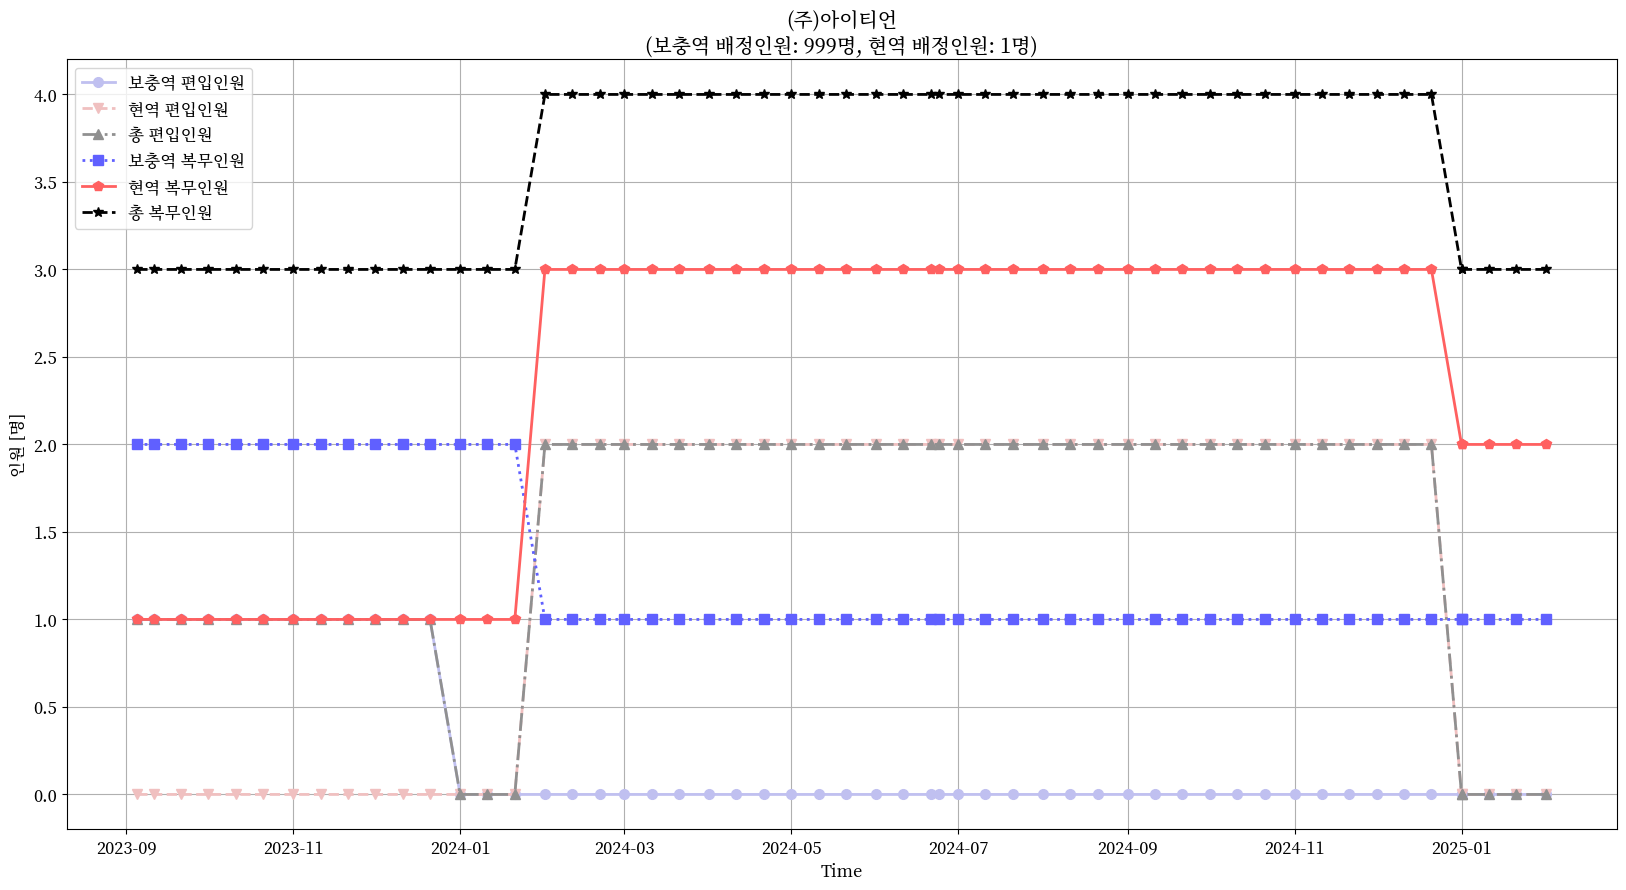 (주)아이티언
(보충역 배정인원: 999명, 현역 배정인원: 1명)
보충역 편입인원
현역 편입인원
총 편입인원
보충역 복무인원
현역 복무인원
총 복무인원
인원 [명]
4.0
3.5
3.0
2.5
2.0
1.5
1.0
0.5
0.0
2023-09 2023-11 2024-01 2024-03 2024-05 2024-07 2024-09 2024-11 2025-01
Time